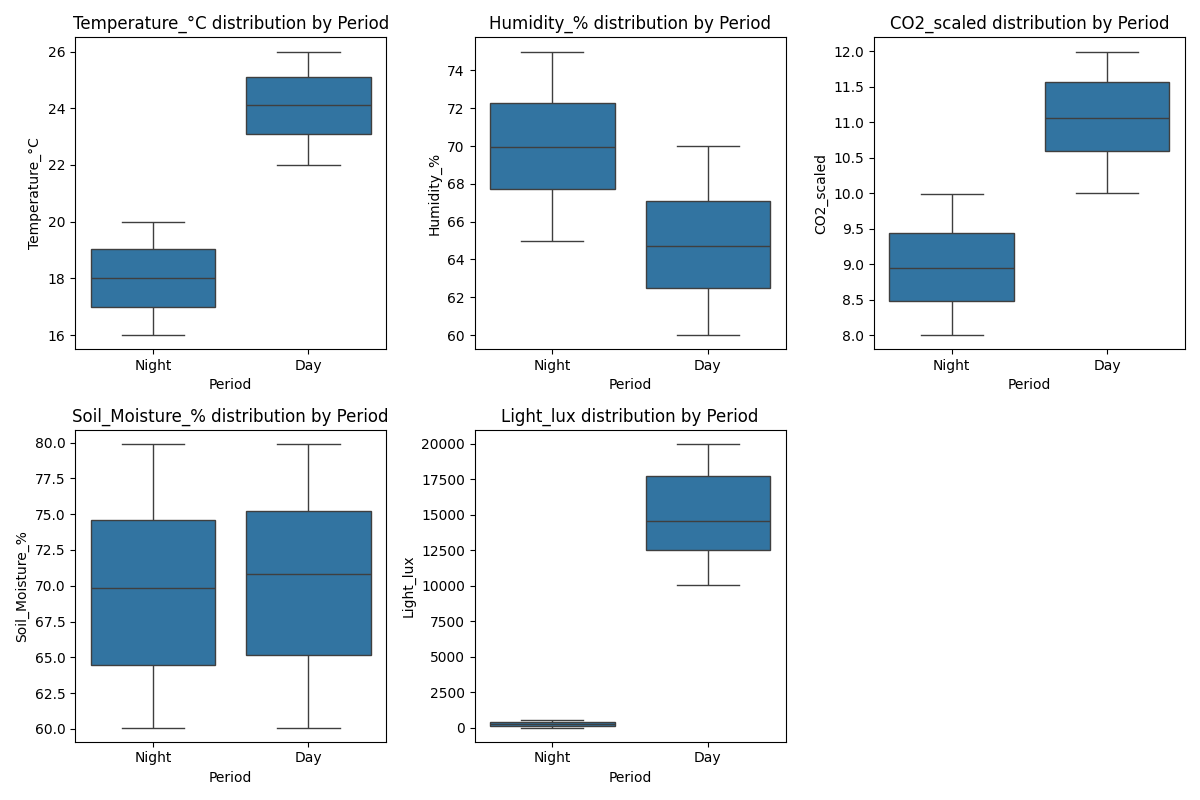 Temperature_°C distribution by Period
Temperature_°C
26
24
22
20
18
16
Night
Day
Period
Humidity_% distribution by Period
Humidity_%
74
72
70
68
66
64
62
60
Night
Day
Period
CO2_scaled distribution by Period
CO2_scaled
12.0
11.5
11.0
10.5
10.0
9.5
9.0
8.5
8.0
Night
Day
Period
Soil_Moisture_% distribution by Period
Soil_Moisture_%
80.0
77.5
75.0
72.5
70.0
67.5
65.0
62.5
60.0
Night
Day
Period
Light_lux distribution by Period
Light_lux
20000
17500
15000
12500
10000
7500
5000
2500
0
Night
Day
Period